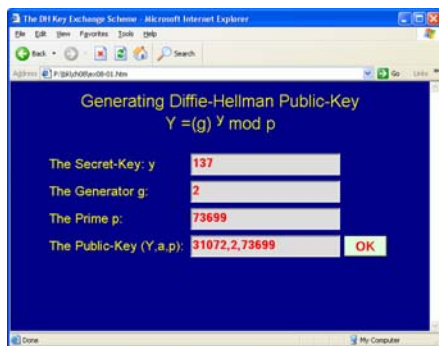 The DH Key Exchange Scheme - Microsoft Internet Explorer
File Edit View Favorites Tools Help
Back Search
Address Go Links
Generating Diffie-Hellman Public-Key
Y =(g) y mod p
The Secret-Key: y 137
The Generator g: 2
The Prime p: 73699
The Public-Key (Y,a,p): 31072,2,73699 OK
Done My Computer